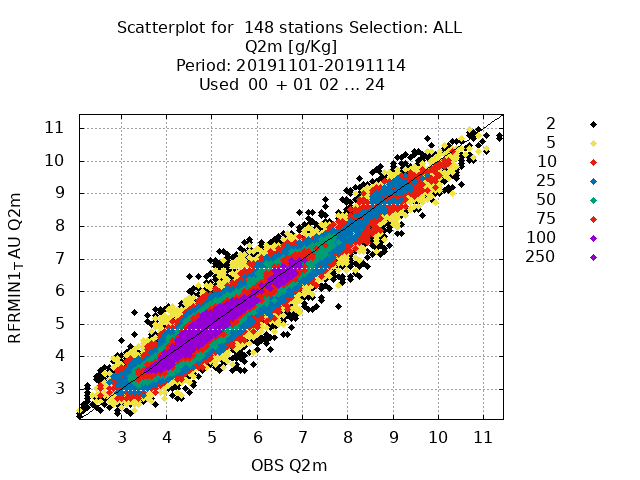 Scatterplot for 148 stations Selection: ALL
Q2m [g/Kg]
Period: 20191101-20191114
Used 00 + 01 02 ... 24
RFRMIN1-AU Q2m
11
10
9
8
7
6
5
4
3
3 4 5 6 7 8 9 10 11
OBS Q2m
2
5
10
25
50
75
100
250